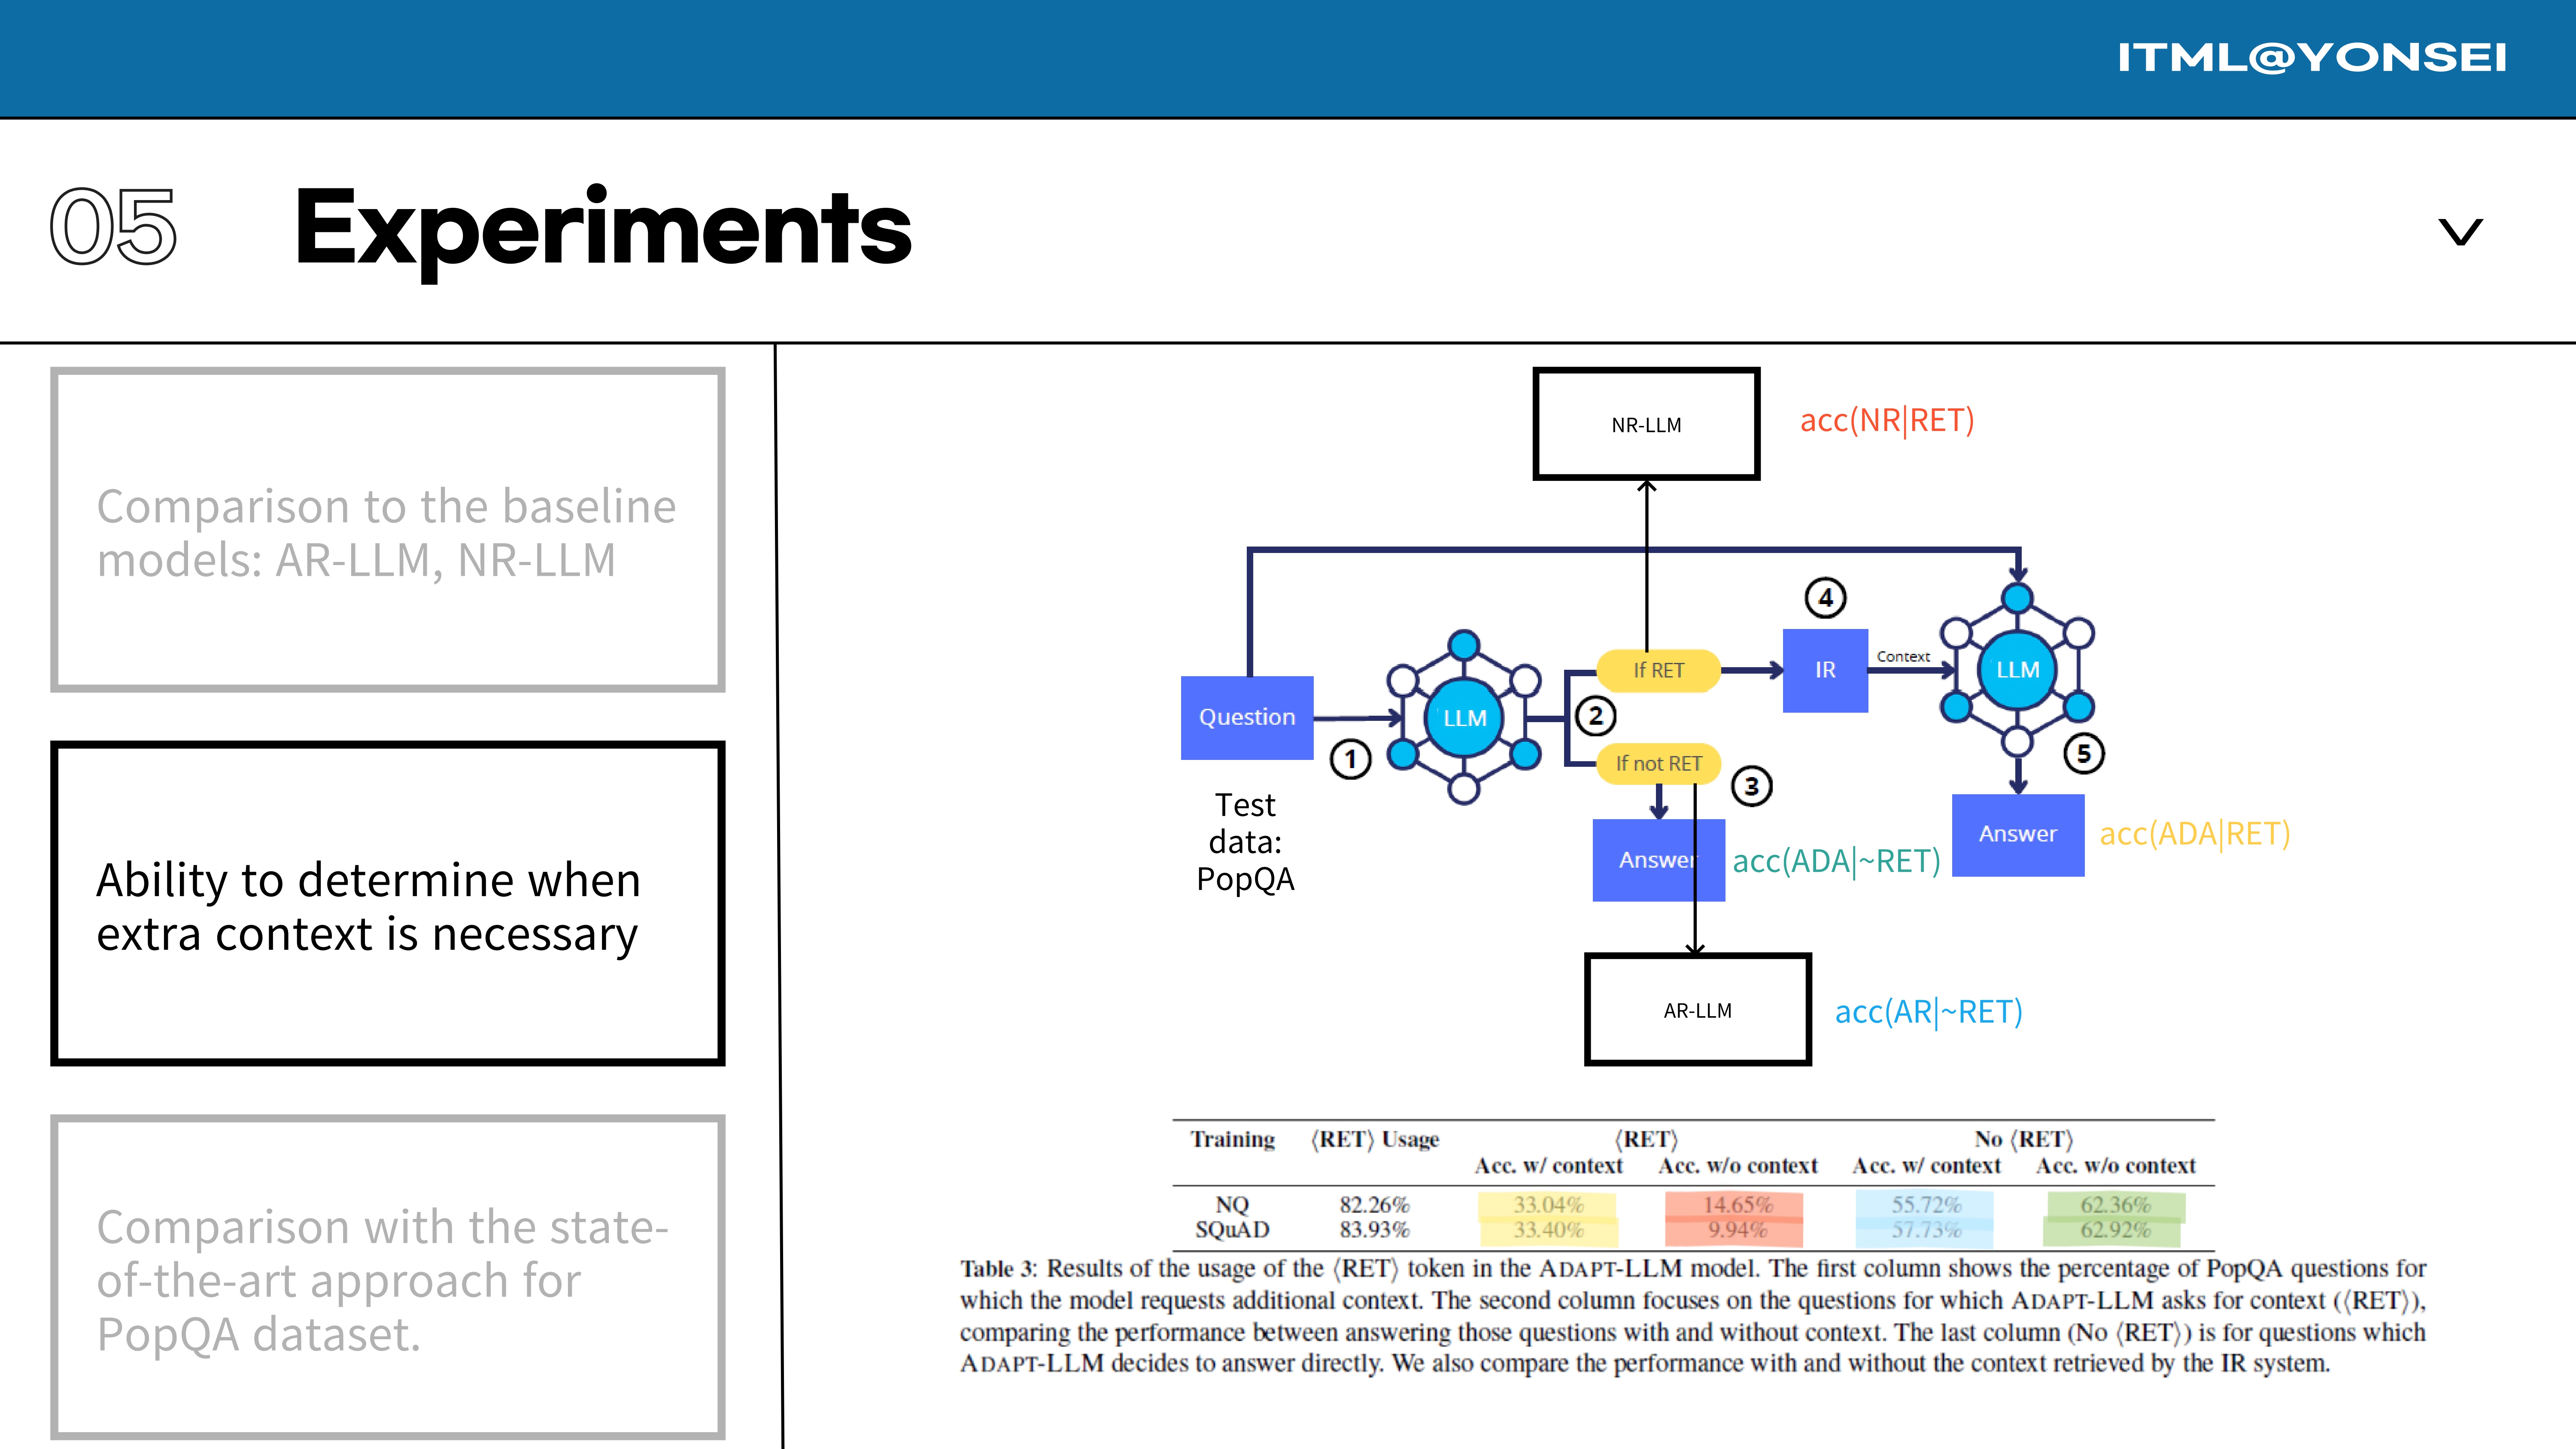 ITML@YONSEI
05
Experiments
Comparison to the baseline
models: AR-LLM, NR-LLM
Ability to determine when
extra context is necessary
Comparison with the state-
of-the-art approach for
PopQA dataset.
NR-LLM
acc(NR|RET)
4
If RET
IR
Context
LLM
Question
LLM
2
1
If not RET
3
5
Test
data:
PopQA
Answer
acc(ADA|~RET)
Answer
acc(ADA|RET)
AR-LLM
acc(AR|~RET)
Training ⟨RET⟩ Usage ⟨RET⟩ No ⟨RET⟩
Acc. w/ context Acc. w/o context Acc. w/ context Acc. w/o context
NQ 82.26% 33.04% 14.65% 55.72% 62.36%
SQuAD 83.93% 33.40% 9.94% 57.73% 62.92%
Table 3: Results of the usage of the ⟨RET⟩ token in the ADAPT-LLM model. The first column shows the percentage of PopQA questions for
which the model requests additional context. The second column focuses on the questions for which ADAPT-LLM asks for context (⟨RET⟩),
comparing the performance between answering those questions with and without context. The last column (No ⟨RET⟩) is for questions which
ADAPT-LLM decides to answer directly. We also compare the performance with and without the context retrieved by the IR system.